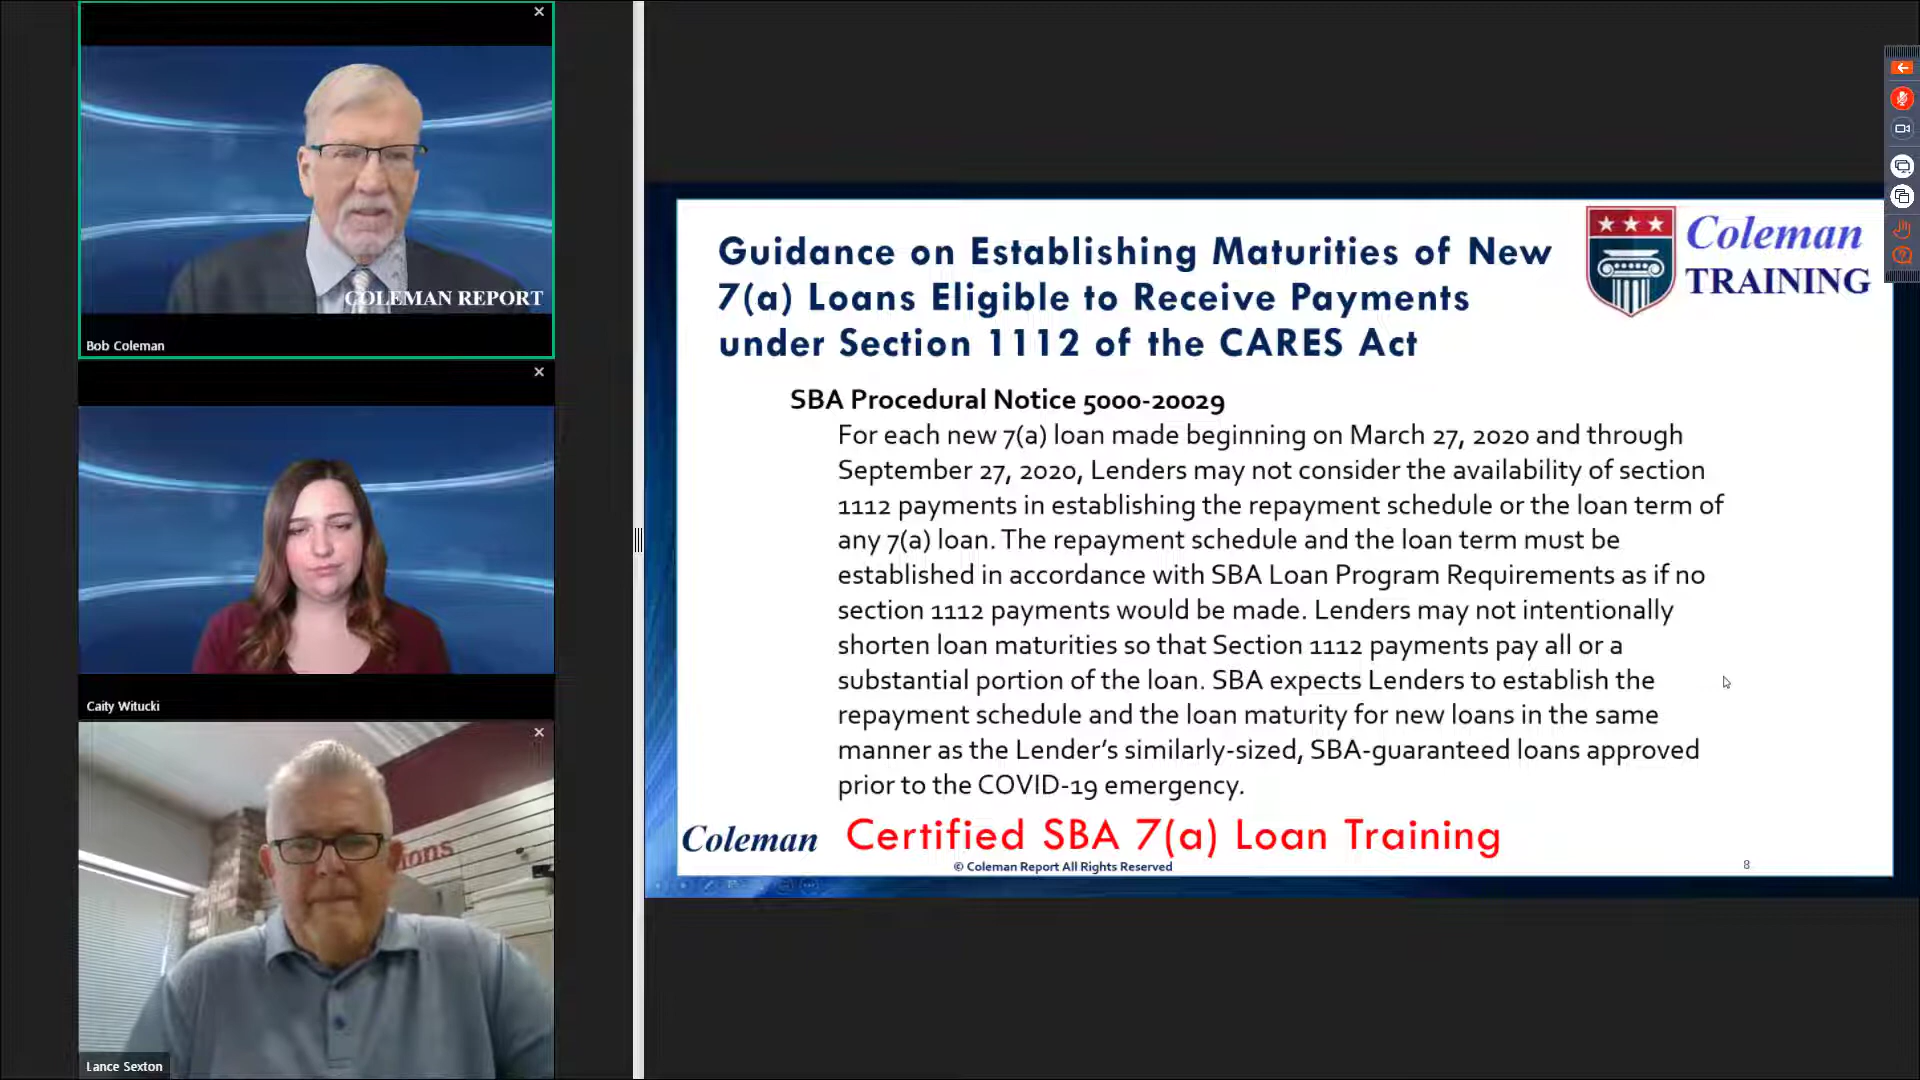 COLEMAN REPORT
Bob Coleman
Caity Witucki
Lance Sexton
Guidance on Establishing Maturities of New
7(a) Loans Eligible to Receive Payments
under Section 1112 of the CARES Act
Coleman
TRAINING
SBA Procedural Notice 5000-20029
For each new 7(a) loan made beginning on March 27, 2020 and through
September 27, 2020, Lenders may not consider the availability of section
1112 payments in establishing the repayment schedule or the loan term of
any 7(a) loan. The repayment schedule and the loan term must be
established in accordance with SBA Loan Program Requirements as if no
section 1112 payments would be made. Lenders may not intentionally
shorten loan maturities so that Section 1112 payments pay all or a
substantial portion of the loan. SBA expects Lenders to establish the
repayment schedule and the loan maturity for new loans in the same
manner as the Lender's similarly-sized, SBA-guaranteed loans approved
prior to the COVID-19 emergency.
Coleman Certified SBA 7(a) Loan Training
© Coleman Report All Rights Reserved
8